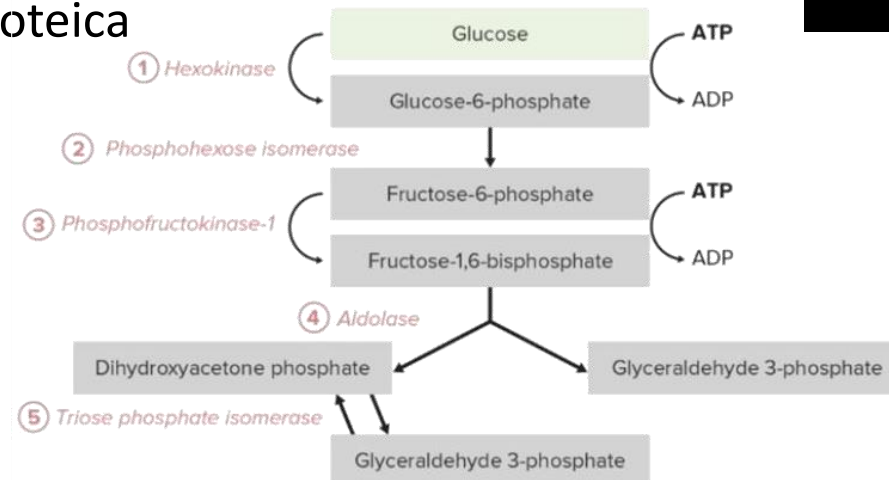 oteica
Glucose
ATP
① Hexokinase
Glucose-6-phosphate
ADP
② Phosphohexose isomerase
Fructose-6-phosphate
ATP
③ Phosphofructokinase-1
Fructose-1,6-bisphosphate
ADP
④ Aldolase
Dihydroxyacetone phosphate
Glyceraldehyde 3-phosphate
⑤ Triose phosphate isomerase
Glyceraldehyde 3-phosphate